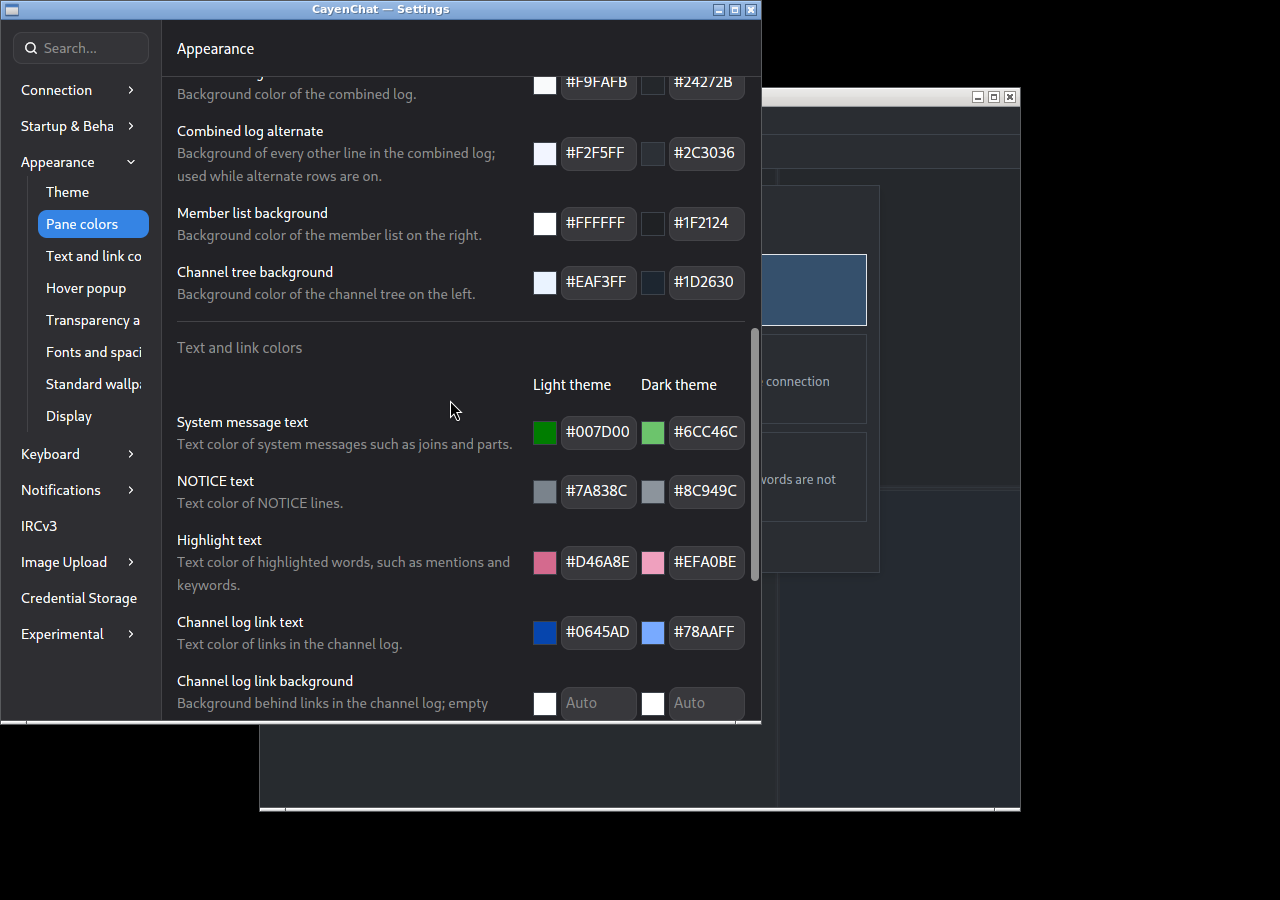 CayenChat — Settings
Search...
Appearance
Connection
Startup & Beha
Appearance
Theme
Pane colors
Text and link co
Hover popup
Transparency a
Fonts and spaci
Standard wallpa
Display
Keyboard
Notifications
IRCv3
Image Upload
Credential Storage
Experimental
#F9FAFB #24272B
Background color of the combined log.
Combined log alternate
Background of every other line in the combined log;
used while alternate rows are on.
#F2F5FF #2C3036
Member list background
Background color of the member list on the right.
#FFFFFF #1F2124
Channel tree background
Background color of the channel tree on the left.
#EAF3FF #1D2630
Text and link colors
Light theme Dark theme
System message text
Text color of system messages such as joins and parts.
#007D00 #6CC46C
NOTICE text
Text color of NOTICE lines.
#7A838C #8C949C
Highlight text
Text color of highlighted words, such as mentions and
keywords.
#D46A8E #EFA0BE
Channel log link text
Text color of links in the channel log.
#0645AD #78AAFF
Channel log link background
Background behind links in the channel log; empty
Auto Auto
connection
words are not